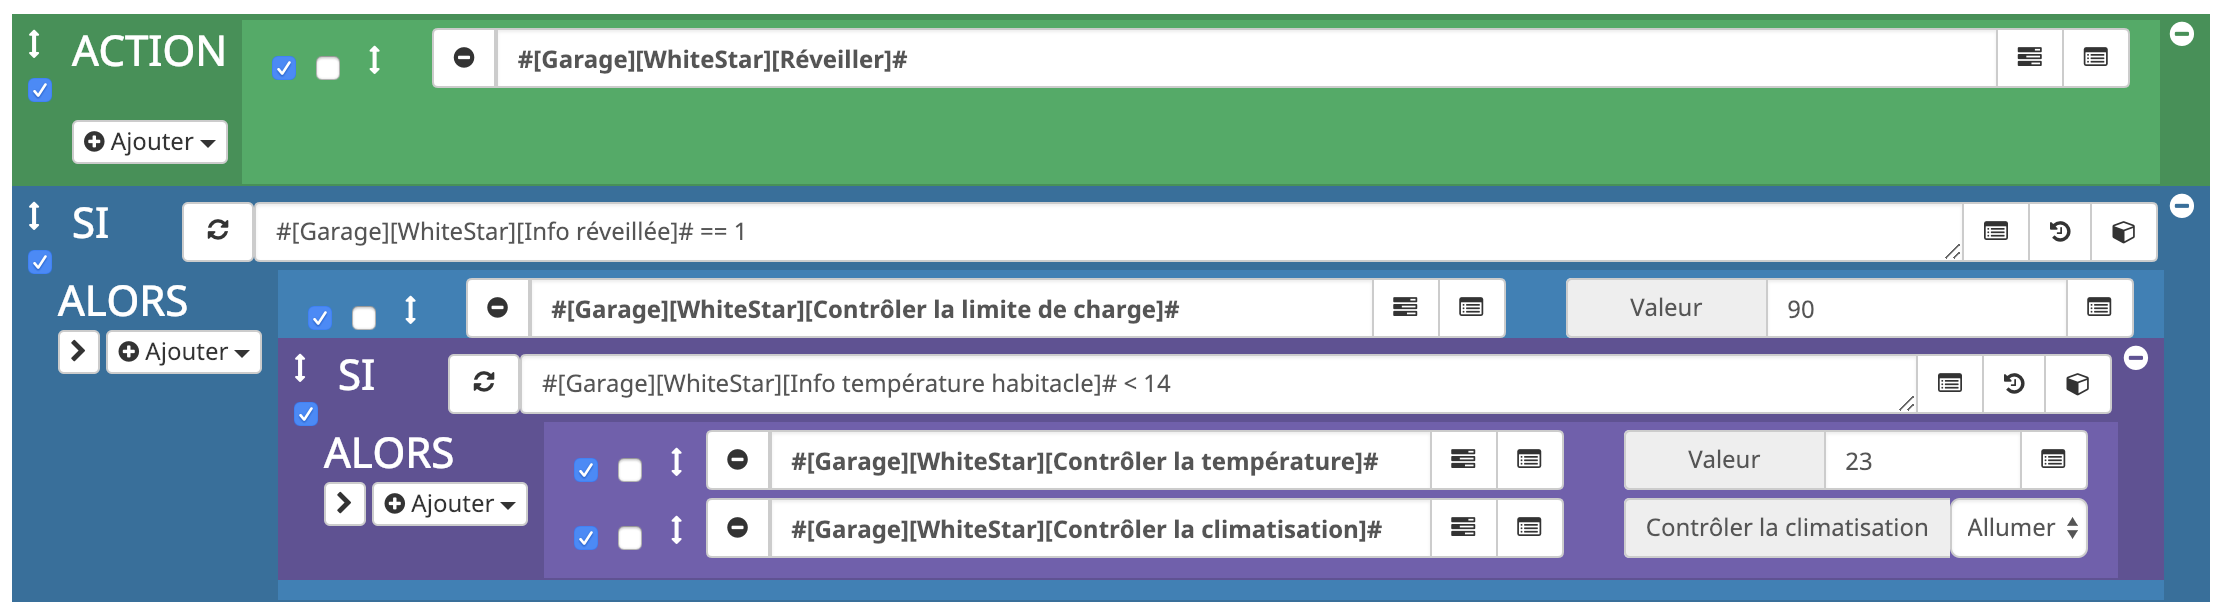 ACTION
#[Garage][WhiteStar][Réveiller]#
Ajouter
SI
#[Garage][WhiteStar][Info réveillée]# == 1
ALORS
Ajouter
#[Garage][WhiteStar][Contrôler la limite de charge]# Valeur 90
SI
#[Garage][WhiteStar][Info température habitacle]# < 14
ALORS
Ajouter
#[Garage][WhiteStar][Contrôler la température]# Valeur 23
#[Garage][WhiteStar][Contrôler la climatisation]# Contrôler la climatisation Allumer